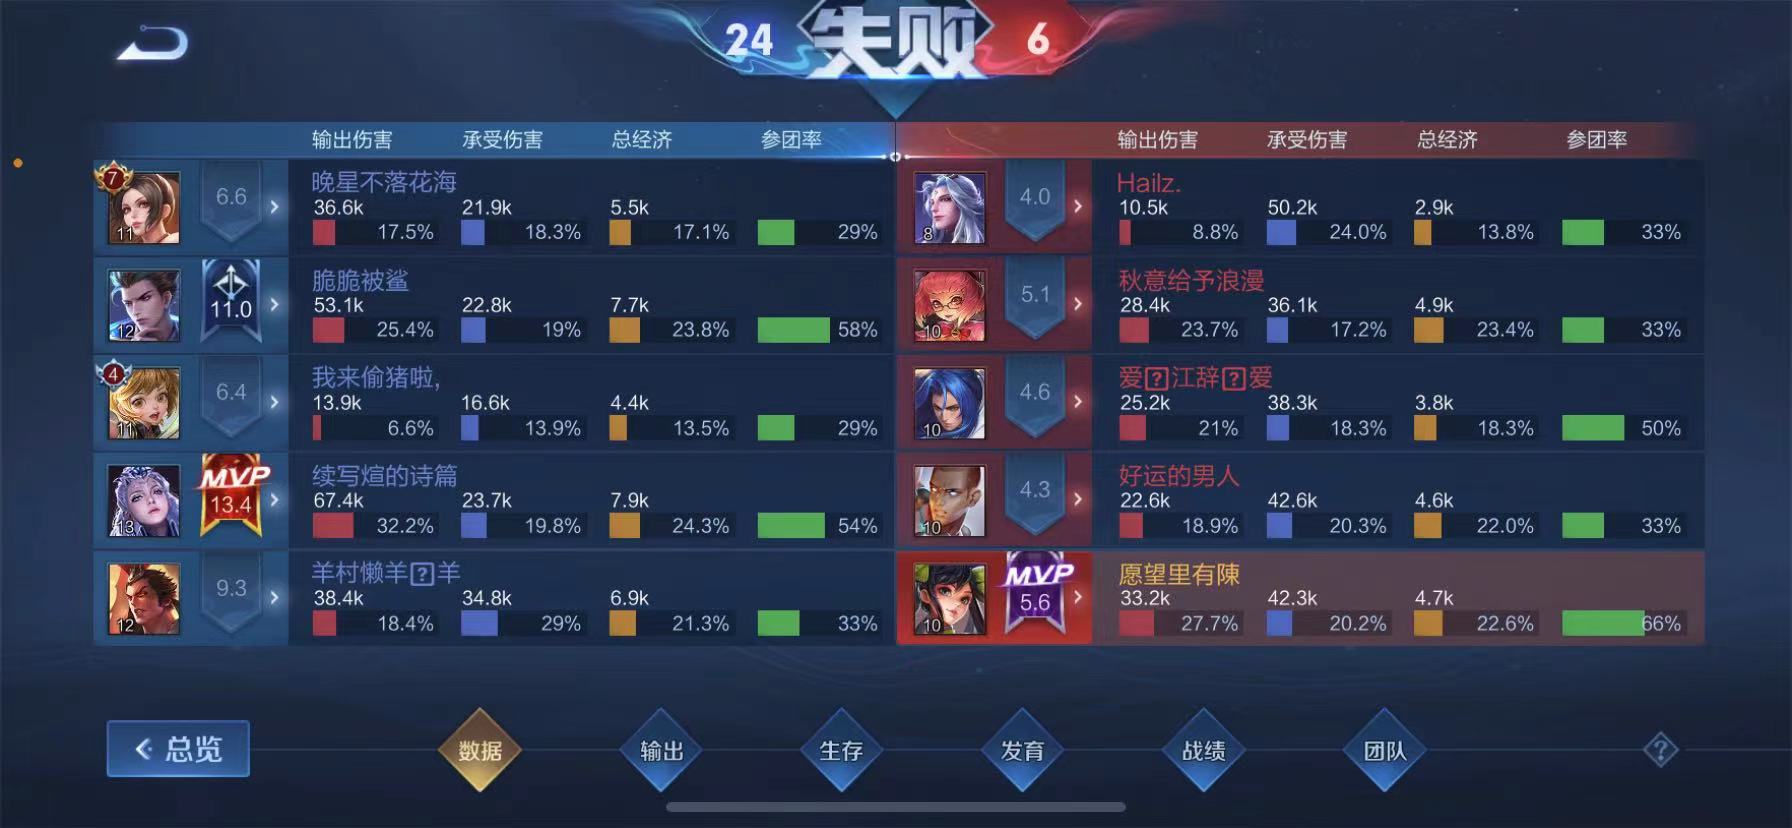 24 失败 6
输出伤害 承受伤害 总经济 参团率 输出伤害 承受伤害 总经济 参团率
7 11 6.6 晚星不落花海
36.6k 21.9k 5.5k
17.5% 18.3% 17.1% 29%
8 4.0 Hailz.
10.5k 50.2k 2.9k
8.8% 24.0% 13.8% 33%
12 11.0 脆脆被鲨
53.1k 22.8k 7.7k
25.4% 19% 23.8% 58%
10 5.1 秋意给予浪漫
28.4k 36.1k 4.9k
23.7% 17.2% 23.4% 33%
4 11 6.4 我来偷猪啦,
13.9k 16.6k 4.4k
6.6% 13.9% 13.5% 29%
10 4.6 爱⍰江辞⍰爱
25.2k 38.3k 3.8k
21% 18.3% 18.3% 50%
13 MVP 13.4 续写煊的诗篇
67.4k 23.7k 7.9k
32.2% 19.8% 24.3% 54%
10 4.3 好运的男人
22.6k 42.6k 4.6k
18.9% 20.3% 22.0% 33%
12 9.3 羊村懒羊⍰羊
38.4k 34.8k 6.9k
18.4% 29% 21.3% 33%
10 MVP 5.6 愿望里有陳
33.2k 42.3k 4.7k
27.7% 20.2% 22.6% 66%
总览 数据 输出 生存 发育 战绩 团队 ?